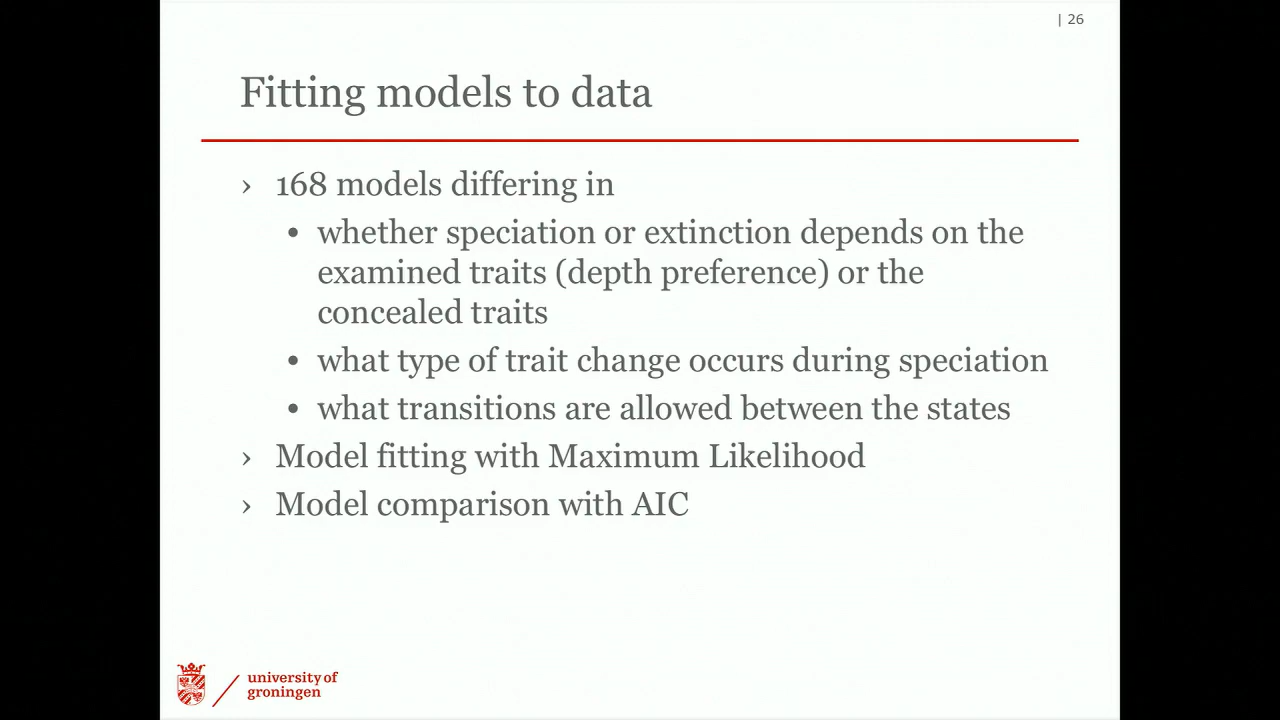 | 26
Fitting models to data
› 168 models differing in
• whether speciation or extinction depends on the
examined traits (depth preference) or the
concealed traits
• what type of trait change occurs during speciation
• what transitions are allowed between the states
› Model fitting with Maximum Likelihood
› Model comparison with AIC
university of
groningen